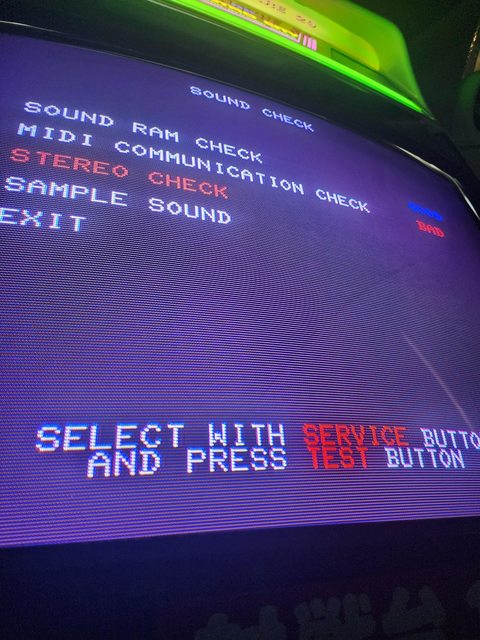 SOUND CHECK
SOUND RAM CHECK
MIDI COMMUNICATION CHECK
STEREO CHECK BAD
SAMPLE SOUND
EXIT
SELECT WITH SERVICE BUTTO
AND PRESS TEST BUTTON